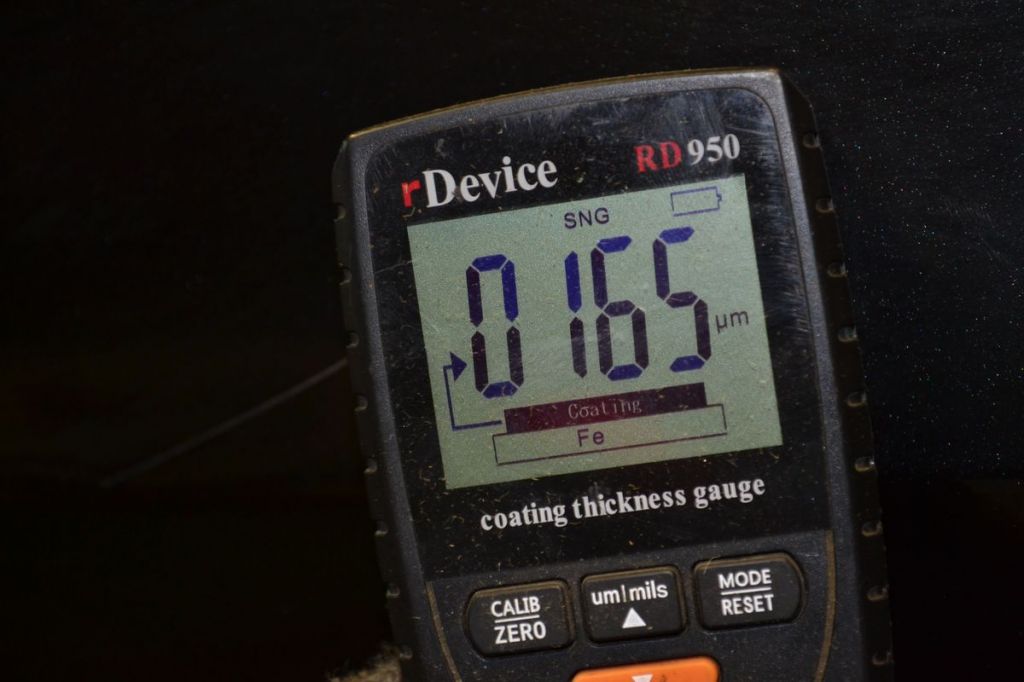 rDevice RD950
SNG
0165 µm
Coating
Fe
coating thickness gauge
CALIB
ZERO
um|mils
▲
MODE
RESET